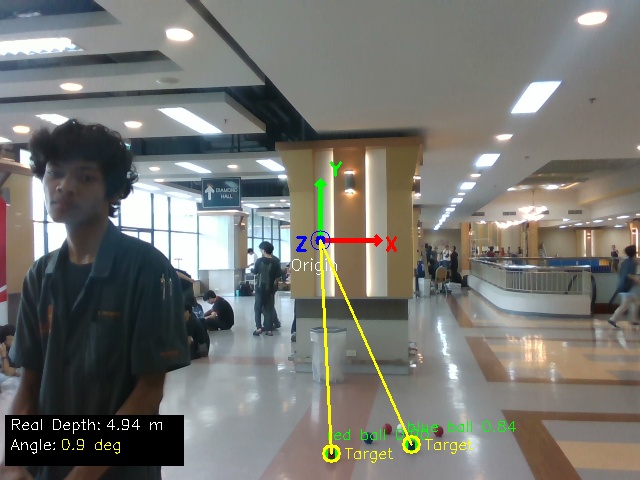 DIAMOND
HALL
Y
Z
X
Origin
Real Depth: 4.94 m
Angle: 0.9 deg
ed ball
blue ball 0.84
Target
Target